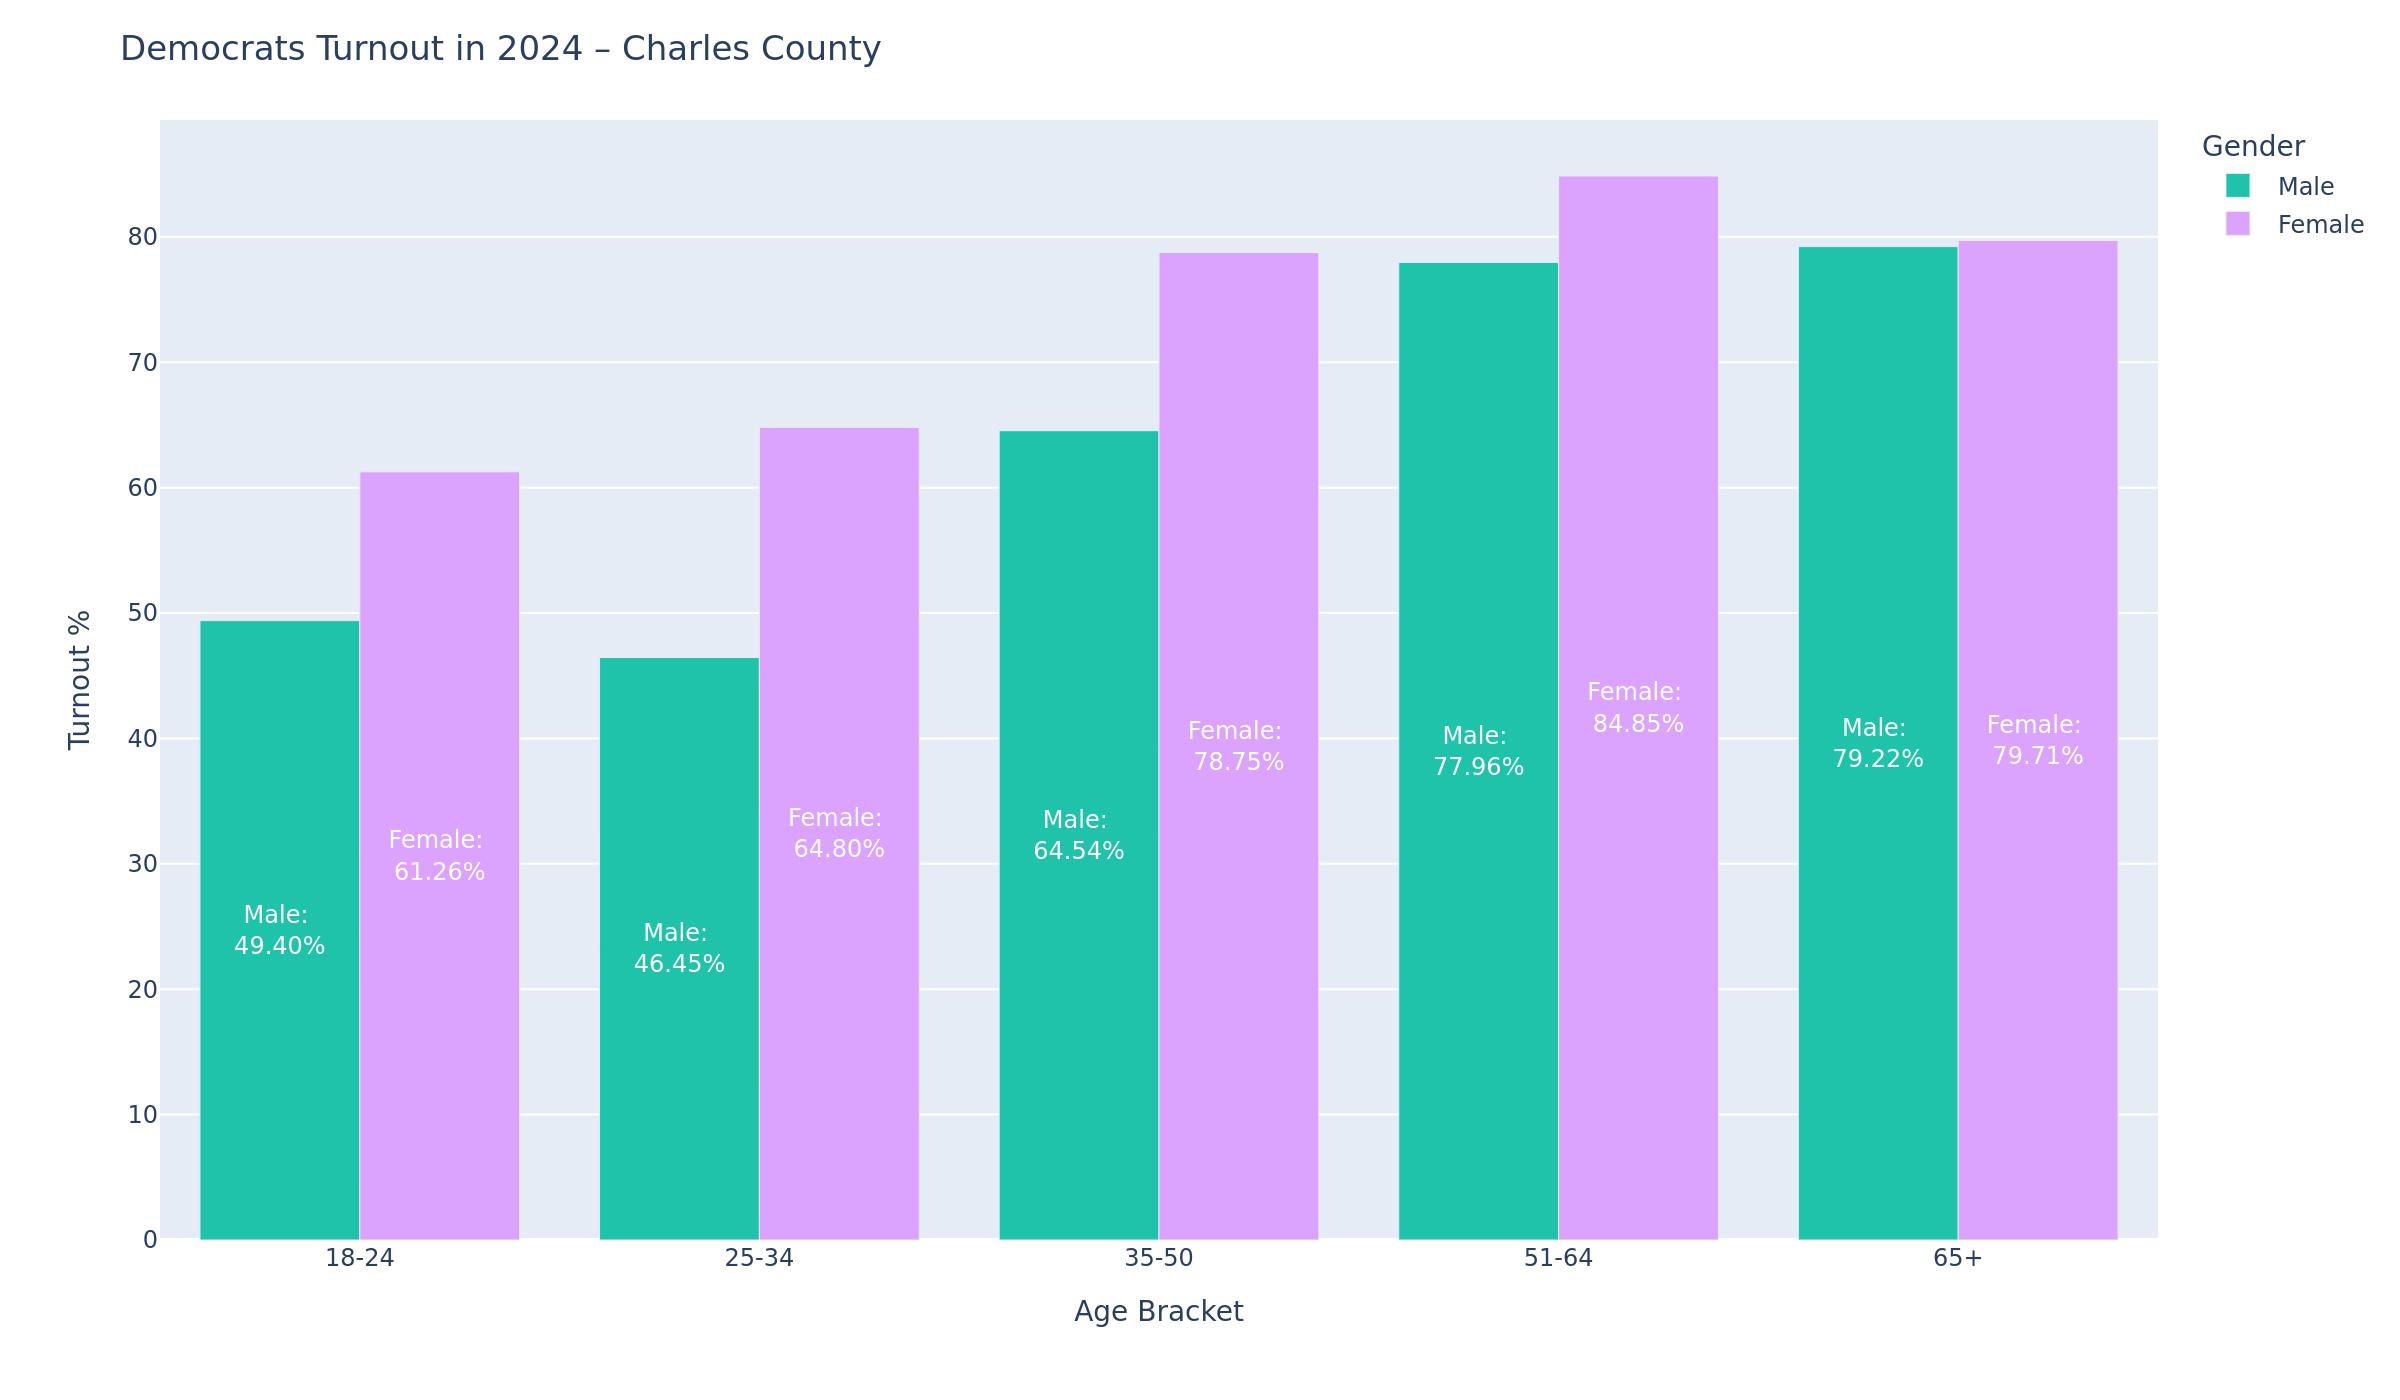 Democrats Turnout in 2024 – Charles County
Gender
Male
Female
Turnout %
80
70
60
50
40
30
20
10
0
Male:
49.40%
Female:
61.26%
Male:
46.45%
Female:
64.80%
Male:
64.54%
Female:
78.75%
Male:
77.96%
Female:
84.85%
Male:
79.22%
Female:
79.71%
18-24
25-34
35-50
51-64
65+
Age Bracket